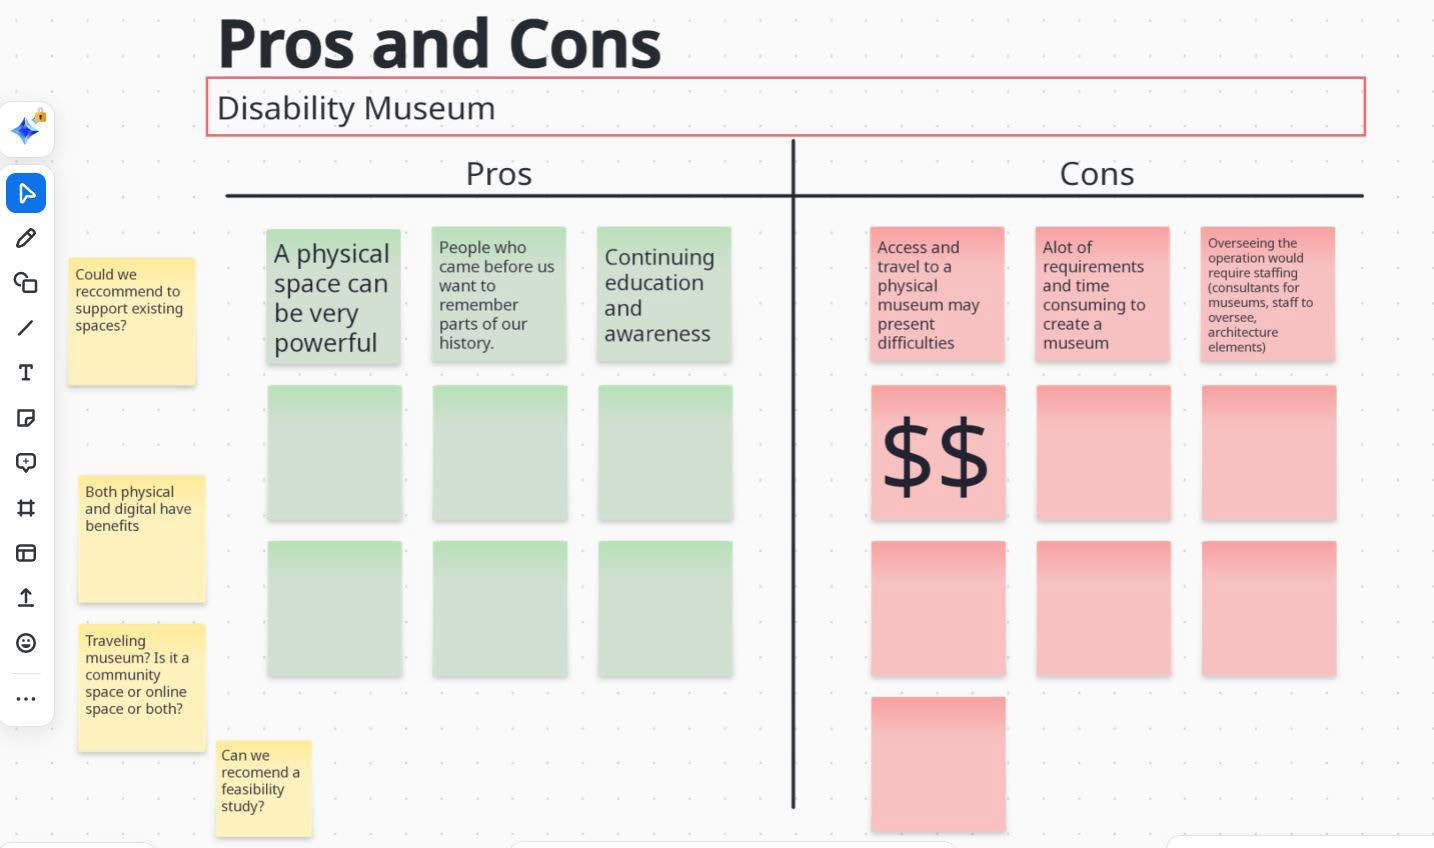 Pros and Cons
Disability Museum
Pros
Cons
Could we
reccommend to
support existing
spaces?
Both physical
and digital have
benefits
Traveling
museum? Is it a
community
space or online
space or both?
Can we
recomend a
feasibility
study?
A physical
space can
be very
powerful
People who
came before us
want to
remember
parts of our
history.
Continuing
education
and
awareness
Access and
travel to a
physical
museum may
present
difficulties
Alot of
requirements
and time
consuming to
create a
museum
Overseeing the
operation would
require staffing
(consultants for
museums, staff to
oversee,
architecture
elements)
$$